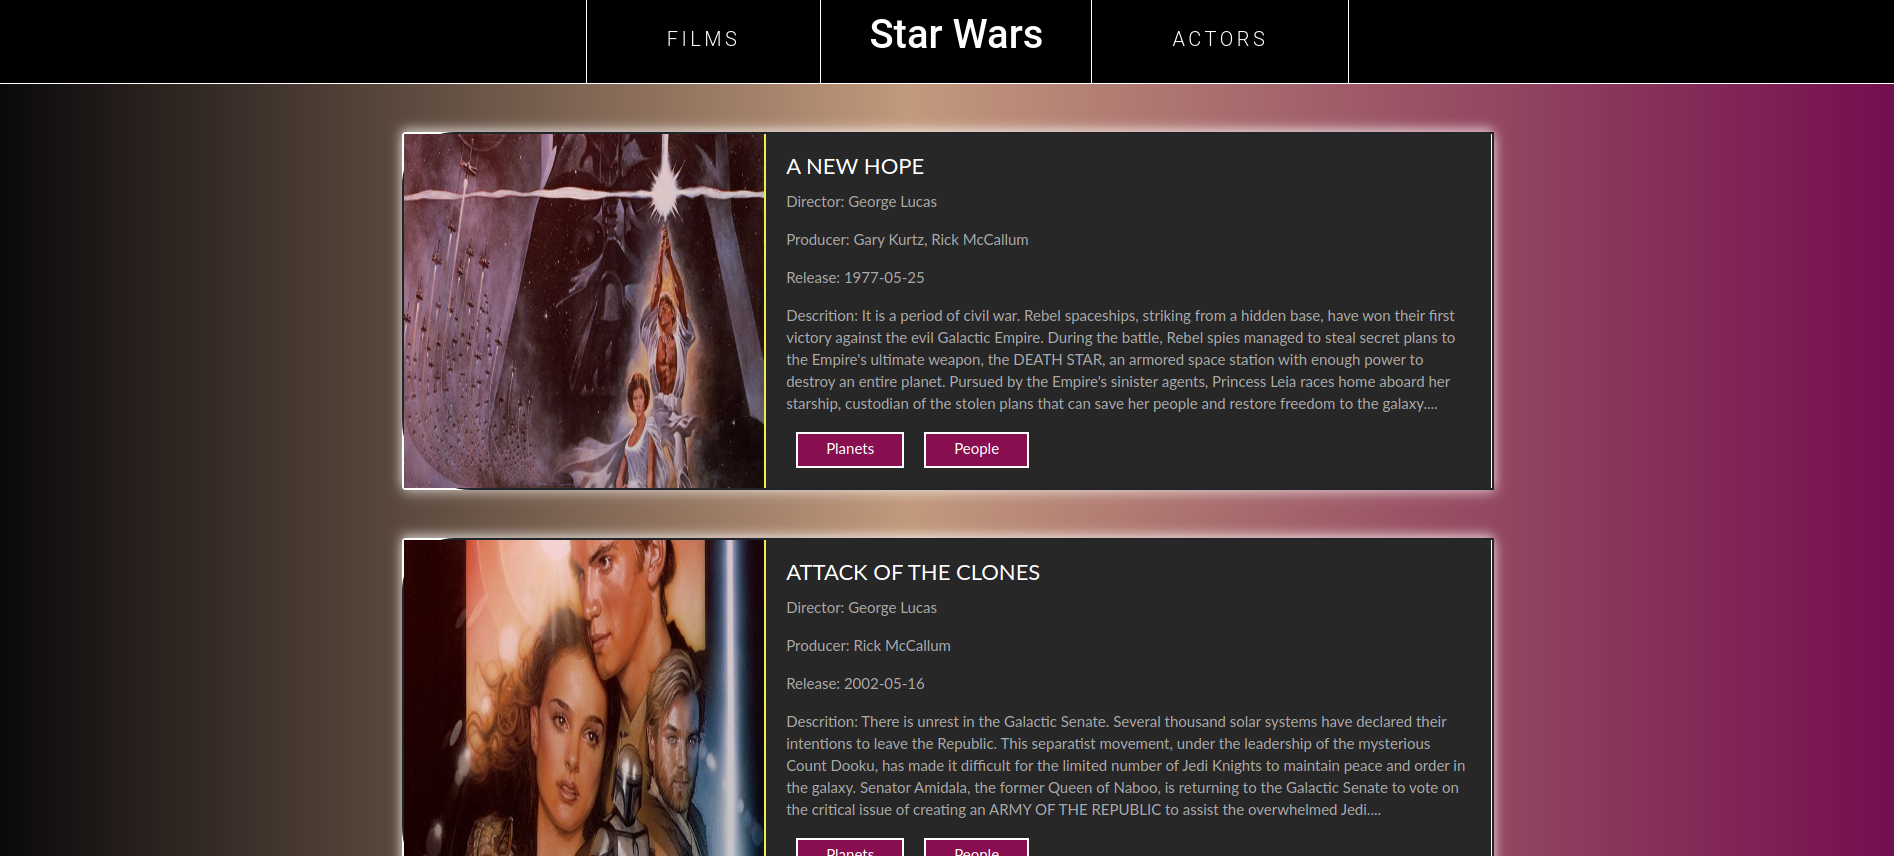 FILMS
Star Wars
ACTORS
A NEW HOPE
Director: George Lucas
Producer: Gary Kurtz, Rick McCallum
Release: 1977-05-25
Descrition: It is a period of civil war. Rebel spaceships, striking from a hidden base, have won their first
victory against the evil Galactic Empire. During the battle, Rebel spies managed to steal secret plans to
the Empire's ultimate weapon, the DEATH STAR, an armored space station with enough power to
destroy an entire planet. Pursued by the Empire's sinister agents, Princess Leia races home aboard her
starship, custodian of the stolen plans that can save her people and restore freedom to the galaxy....
Planets
People
ATTACK OF THE CLONES
Director: George Lucas
Producer: Rick McCallum
Release: 2002-05-16
Descrition: There is unrest in the Galactic Senate. Several thousand solar systems have declared their
intentions to leave the Republic. This separatist movement, under the leadership of the mysterious
Count Dooku, has made it difficult for the limited number of Jedi Knights to maintain peace and order in
the galaxy. Senator Amidala, the former Queen of Naboo, is returning to the Galactic Senate to vote on
the critical issue of creating an ARMY OF THE REPUBLIC to assist the overwhelmed Jedi....
Planets
People